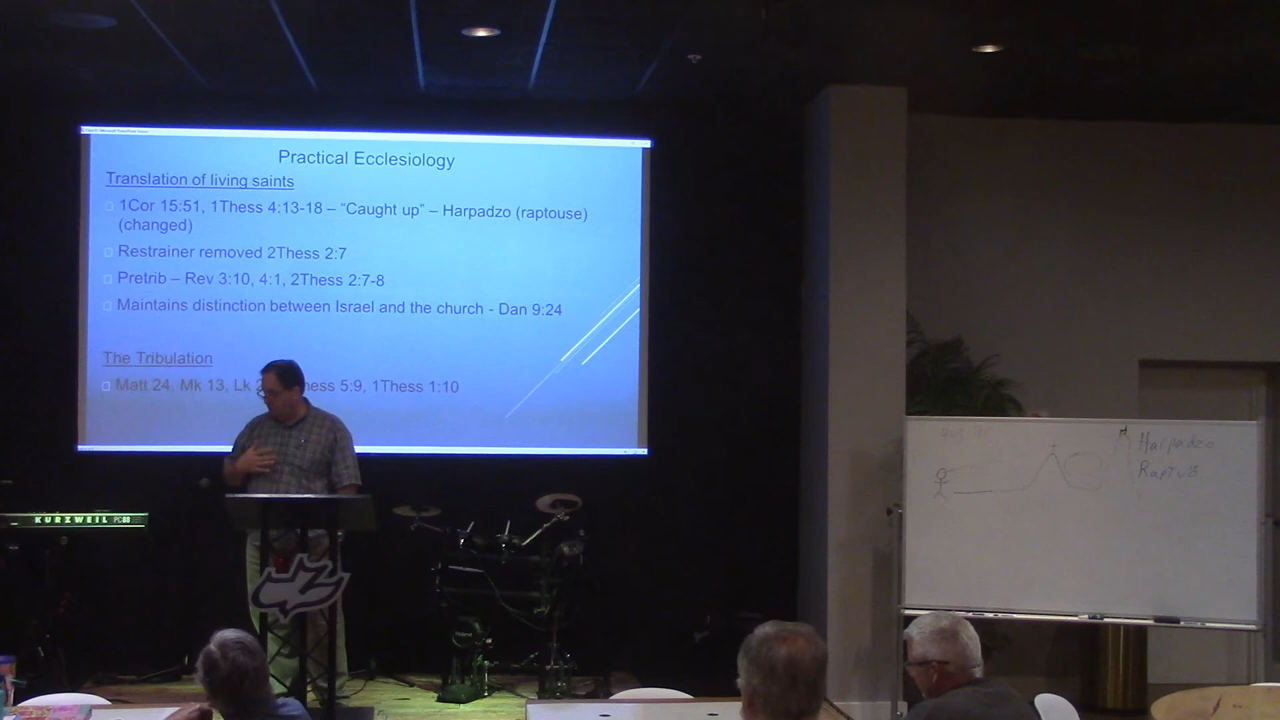 Practical Ecclesiology
Translation of living saints
1Cor 15:51, 1Thess 4:13-18 – “Caught up” – Harpadzo (raptouse)
(changed)
Restrainer removed 2Thess 2:7
Pretrib – Rev 3:10, 4:1, 2Thess 2:7-8
Maintains distinction between Israel and the church - Dan 9:24
The Tribulation
Matt 24, Mk 13, Lk 5:9, 1Thess 1:10
Harpadzo
KURZWEIL PC88
Roland